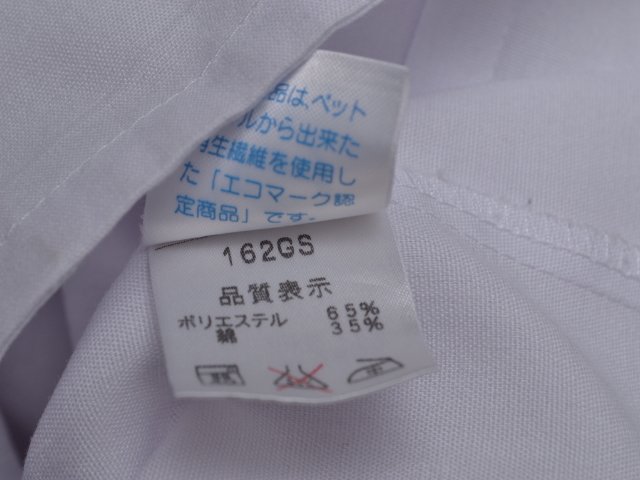 品は、ペット
ルから出来た
再生繊維を使用し
た「エコマーク認
定商品」です。
162GS
品質表示
ポリエステル 65%
綿 35%